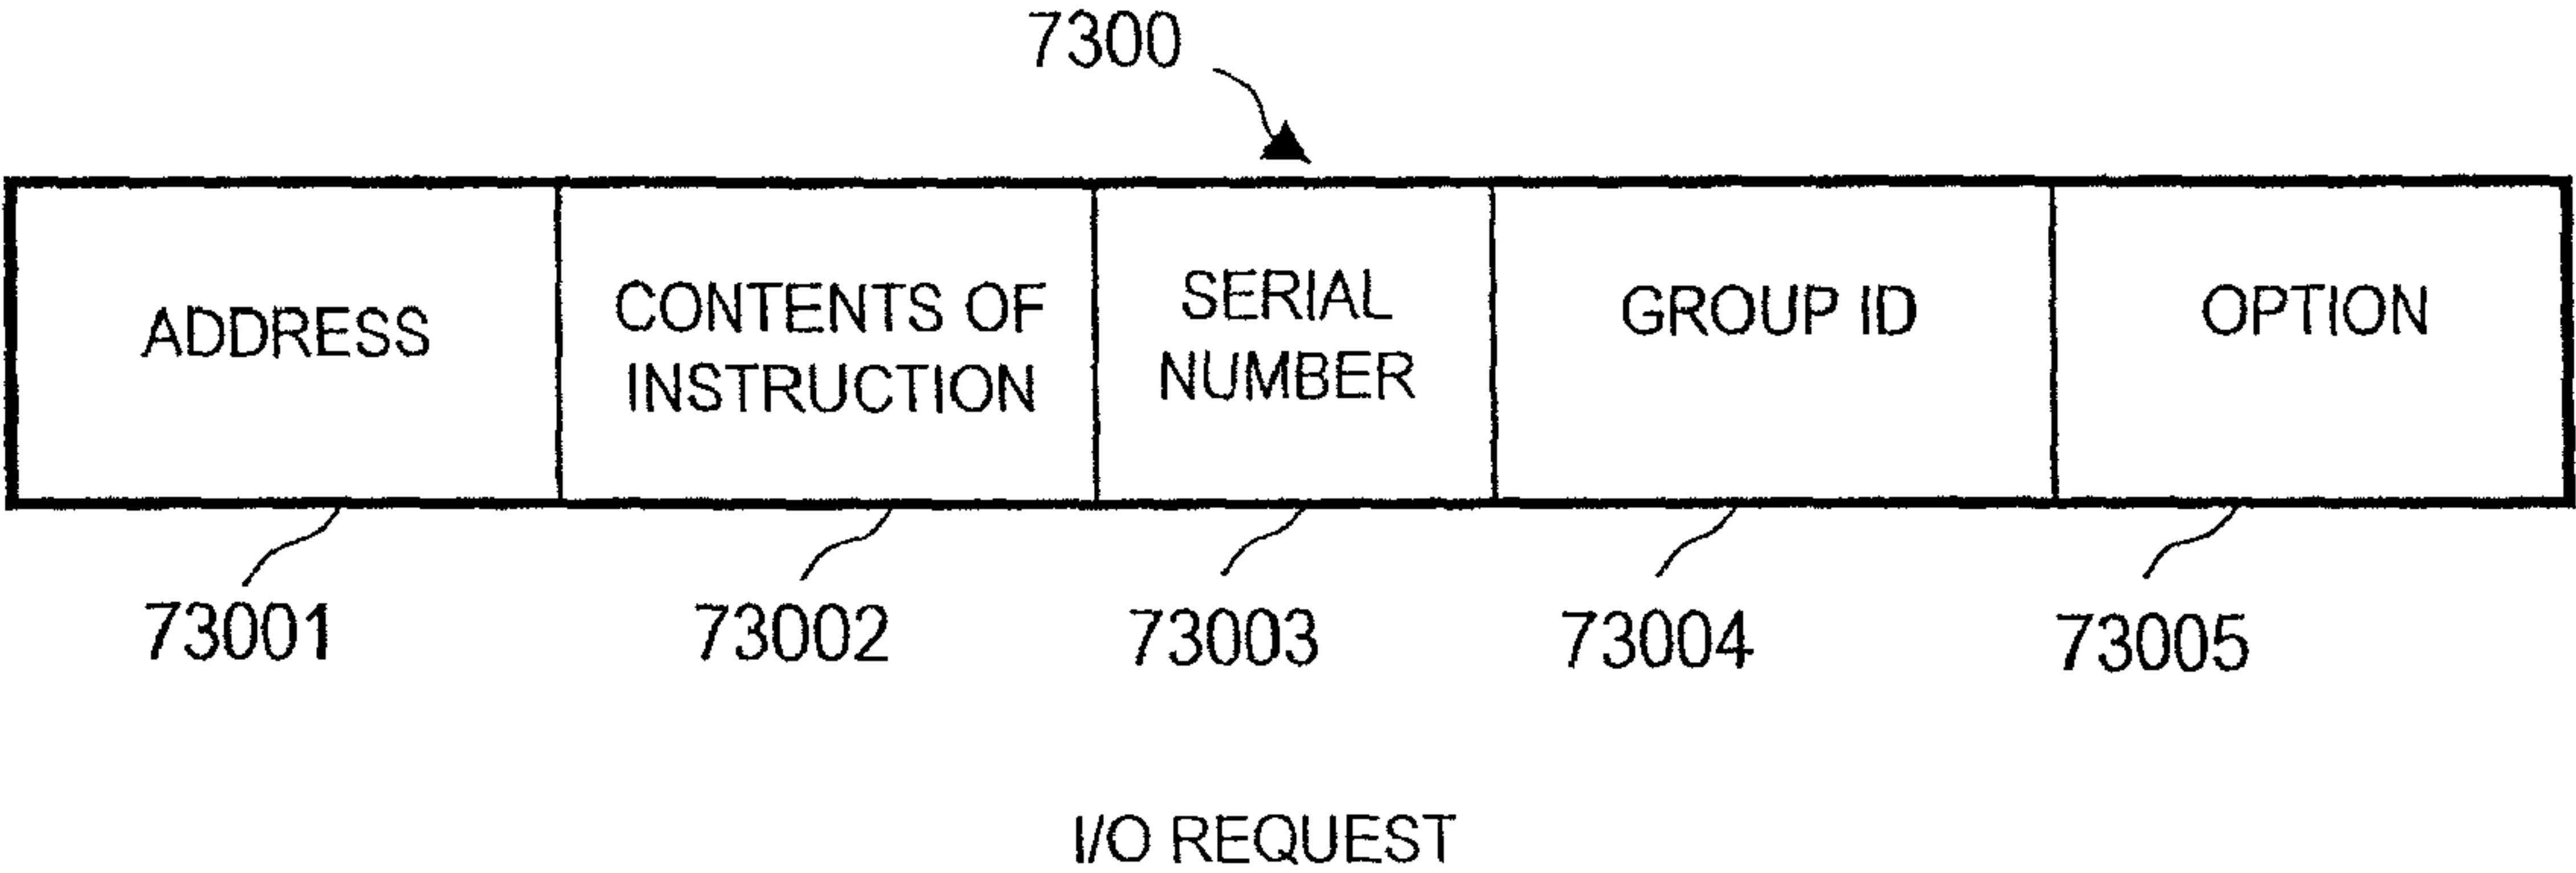 7300
ADDRESS
CONTENTS OF
INSTRUCTION
SERIAL
NUMBER
GROUP ID
OPTION
73001
73002
73003
73004
73005
I/O REQUEST